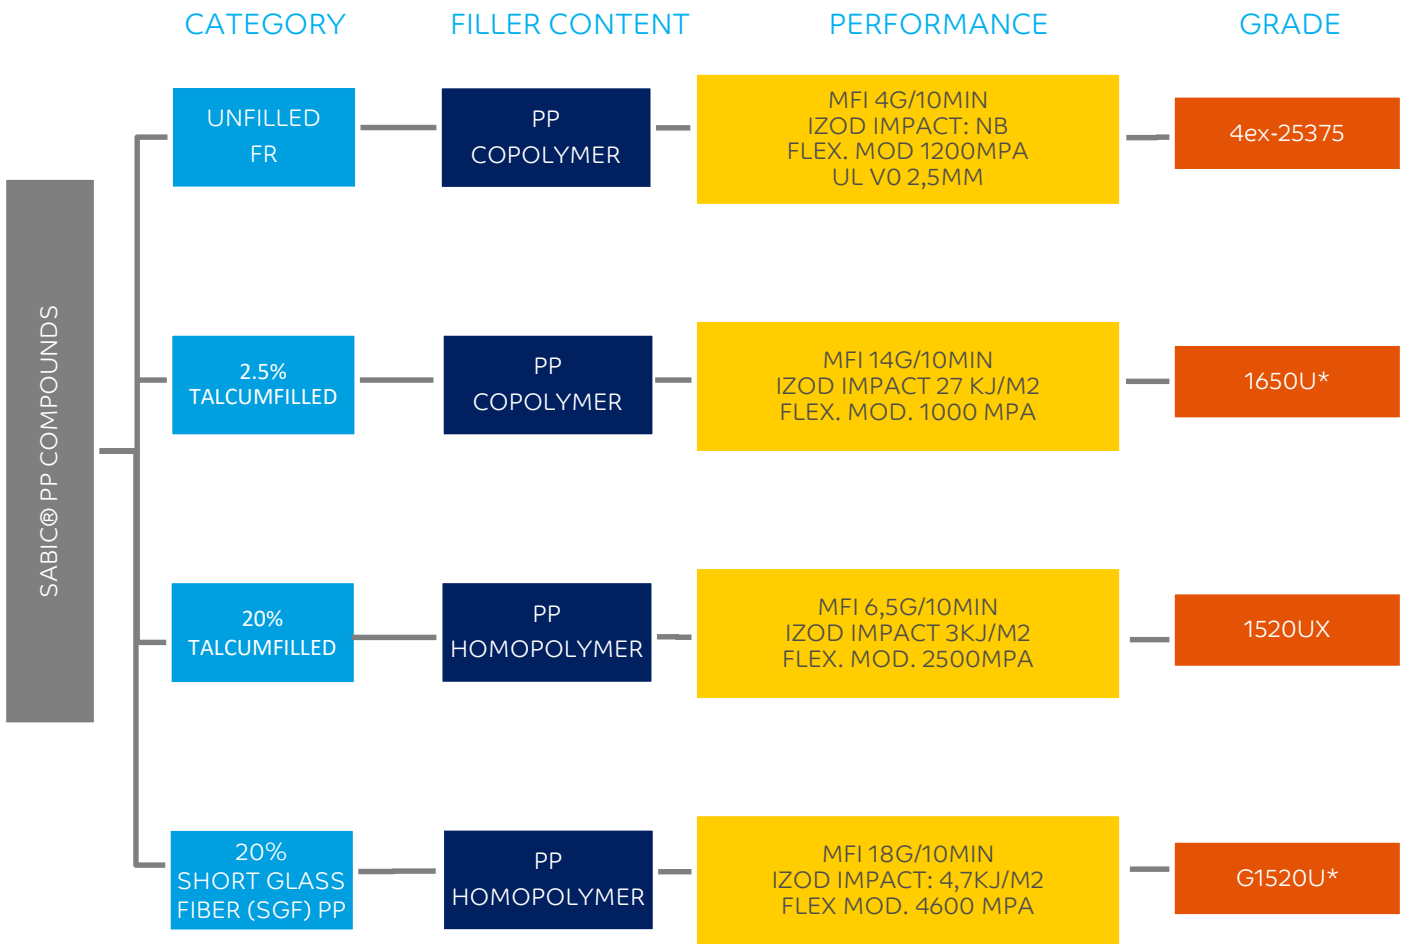 CATEGORY
FILLER CONTENT
PERFORMANCE
GRADE
SABIC® PP COMPOUNDS
UNFILLED
FR
PP
COPOLYMER
MFI 4G/10MIN
IZOD IMPACT: NB
FLEX. MOD 1200MPA
UL V0 2,5MM
4ex-25375
2.5%
TALCUMFILLED
PP
COPOLYMER
MFI 14G/10MIN
IZOD IMPACT 27 KJ/M2
FLEX. MOD. 1000 MPA
1650U*
20%
TALCUMFILLED
PP
HOMOPOLYMER
MFI 6,5G/10MIN
IZOD IMPACT 3KJ/M2
FLEX. MOD. 2500MPA
1520UX
20%
SHORT GLASS
FIBER (SGF) PP
PP
HOMOPOLYMER
MFI 18G/10MIN
IZOD IMPACT: 4,7KJ/M2
FLEX MOD. 4600 MPA
G1520U*